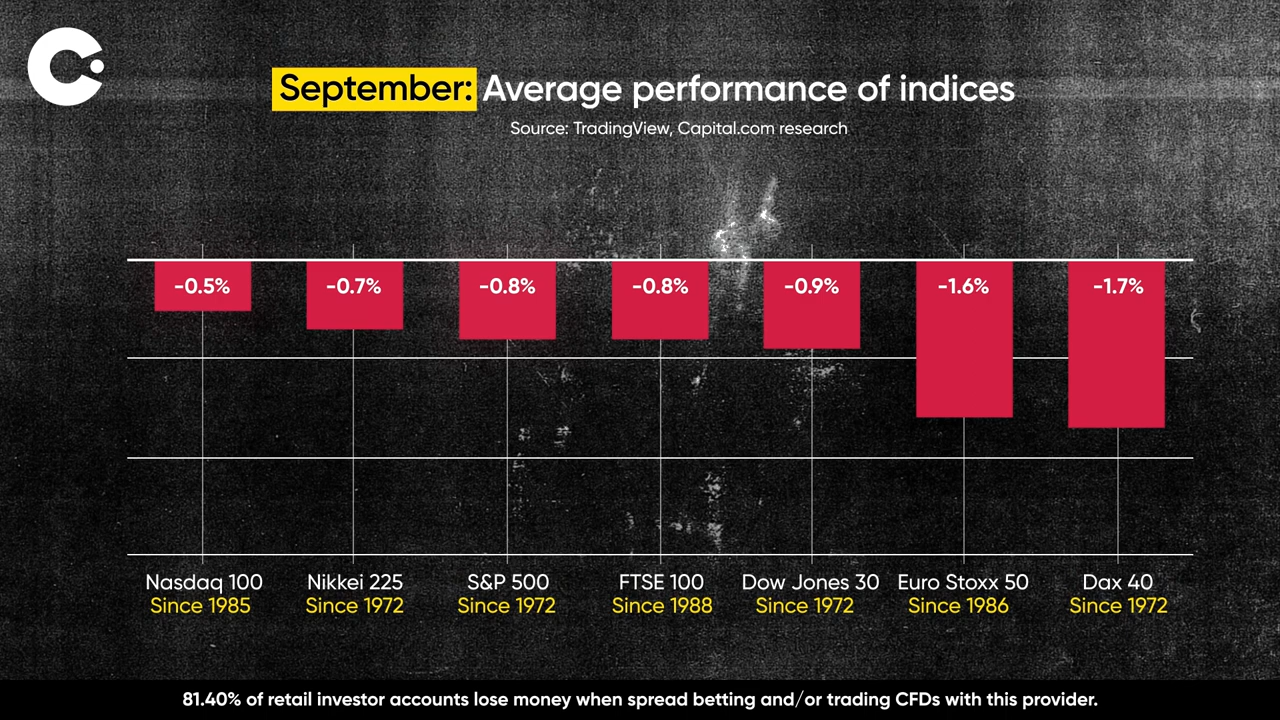 September: Average performance of indices
Source: TradingView, Capital.com research
-0.5% -0.7% -0.8% -0.8% -0.9% -1.6% -1.7%
Nasdaq 100 Nikkei 225 S&P 500 FTSE 100 Dow Jones 30 Euro Stoxx 50 Dax 40
Since 1985 Since 1972 Since 1972 Since 1988 Since 1972 Since 1986 Since 1972
81.40% of retail investor accounts lose money when spread betting and/or trading CFDs with this provider.